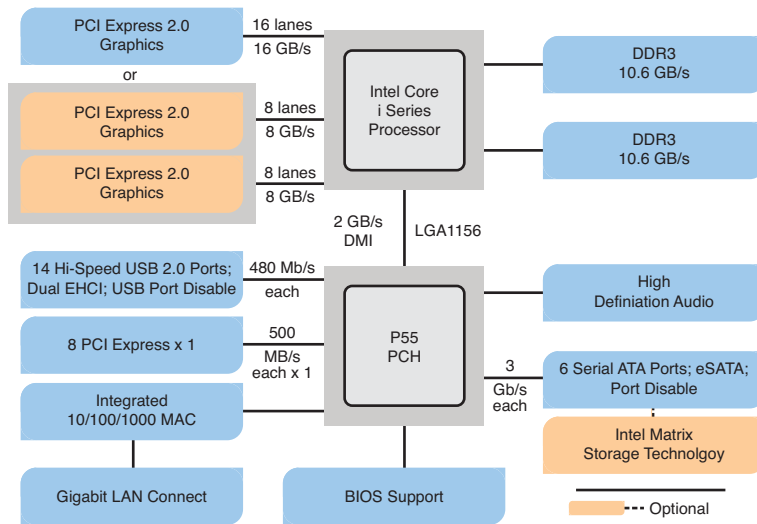 PCI Express 2.0
Graphics
16 lanes
16 GB/s
or
PCI Express 2.0
Graphics
8 lanes
8 GB/s
PCI Express 2.0
Graphics
8 lanes
8 GB/s
Intel Core
i Series
Processor
DDR3
10.6 GB/s
DDR3
10.6 GB/s
2 GB/s
DMI
LGA1156
14 Hi-Speed USB 2.0 Ports;
Dual EHCI; USB Port Disable
480 Mb/s
each
8 PCI Express x 1
500
MB/s
each x 1
Integrated
10/100/1000 MAC
Gigabit LAN Connect
P55
PCH
BIOS Support
High
Definiation Audio
3
Gb/s
each
6 Serial ATA Ports; eSATA;
Port Disable
Intel Matrix
Storage Technolgoy
Optional